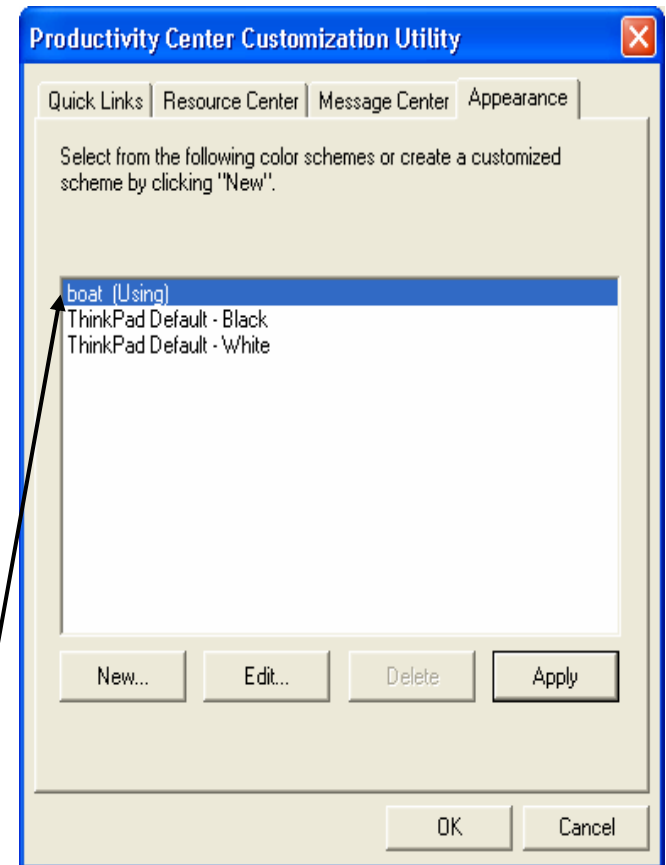 Productivity Center Customization Utility
Quick Links Resource Center Message Center Appearance
Select from the following color schemes or create a customized
scheme by clicking "New".
boat (Using)
ThinkPad Default - Black
ThinkPad Default - White
New... Edit... Delete Apply
OK Cancel